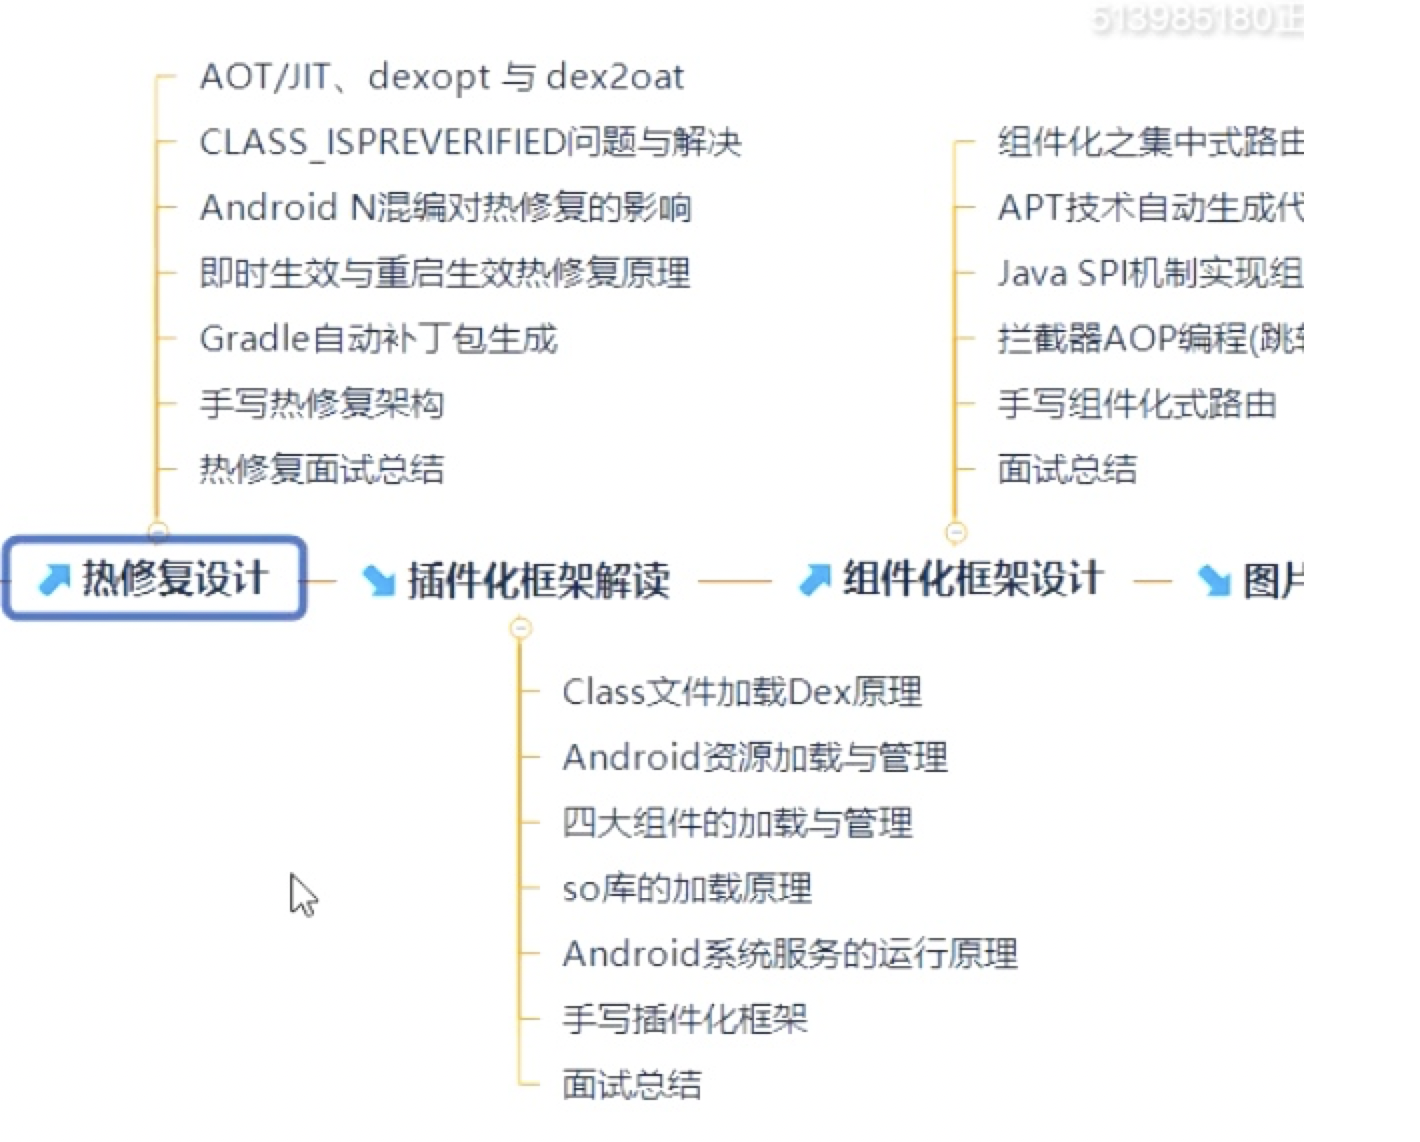 513985180正
AOT/JIT、dexopt 与 dex2oat
CLASS_ISPREVERIFIED问题与解决
Android N混编对热修复的影响
即时生效与重启生效热修复原理
Gradle自动补丁包生成
手写热修复架构
热修复面试总结
组件化之集中式路由
APT技术自动生成代
Java SPI机制实现组
拦截器AOP编程(跳转
手写组件化式路由
面试总结
热修复设计
插件化框架解读
组件化框架设计
图片
Class文件加载Dex原理
Android资源加载与管理
四大组件的加载与管理
so库的加载原理
Android系统服务的运行原理
手写插件化框架
面试总结